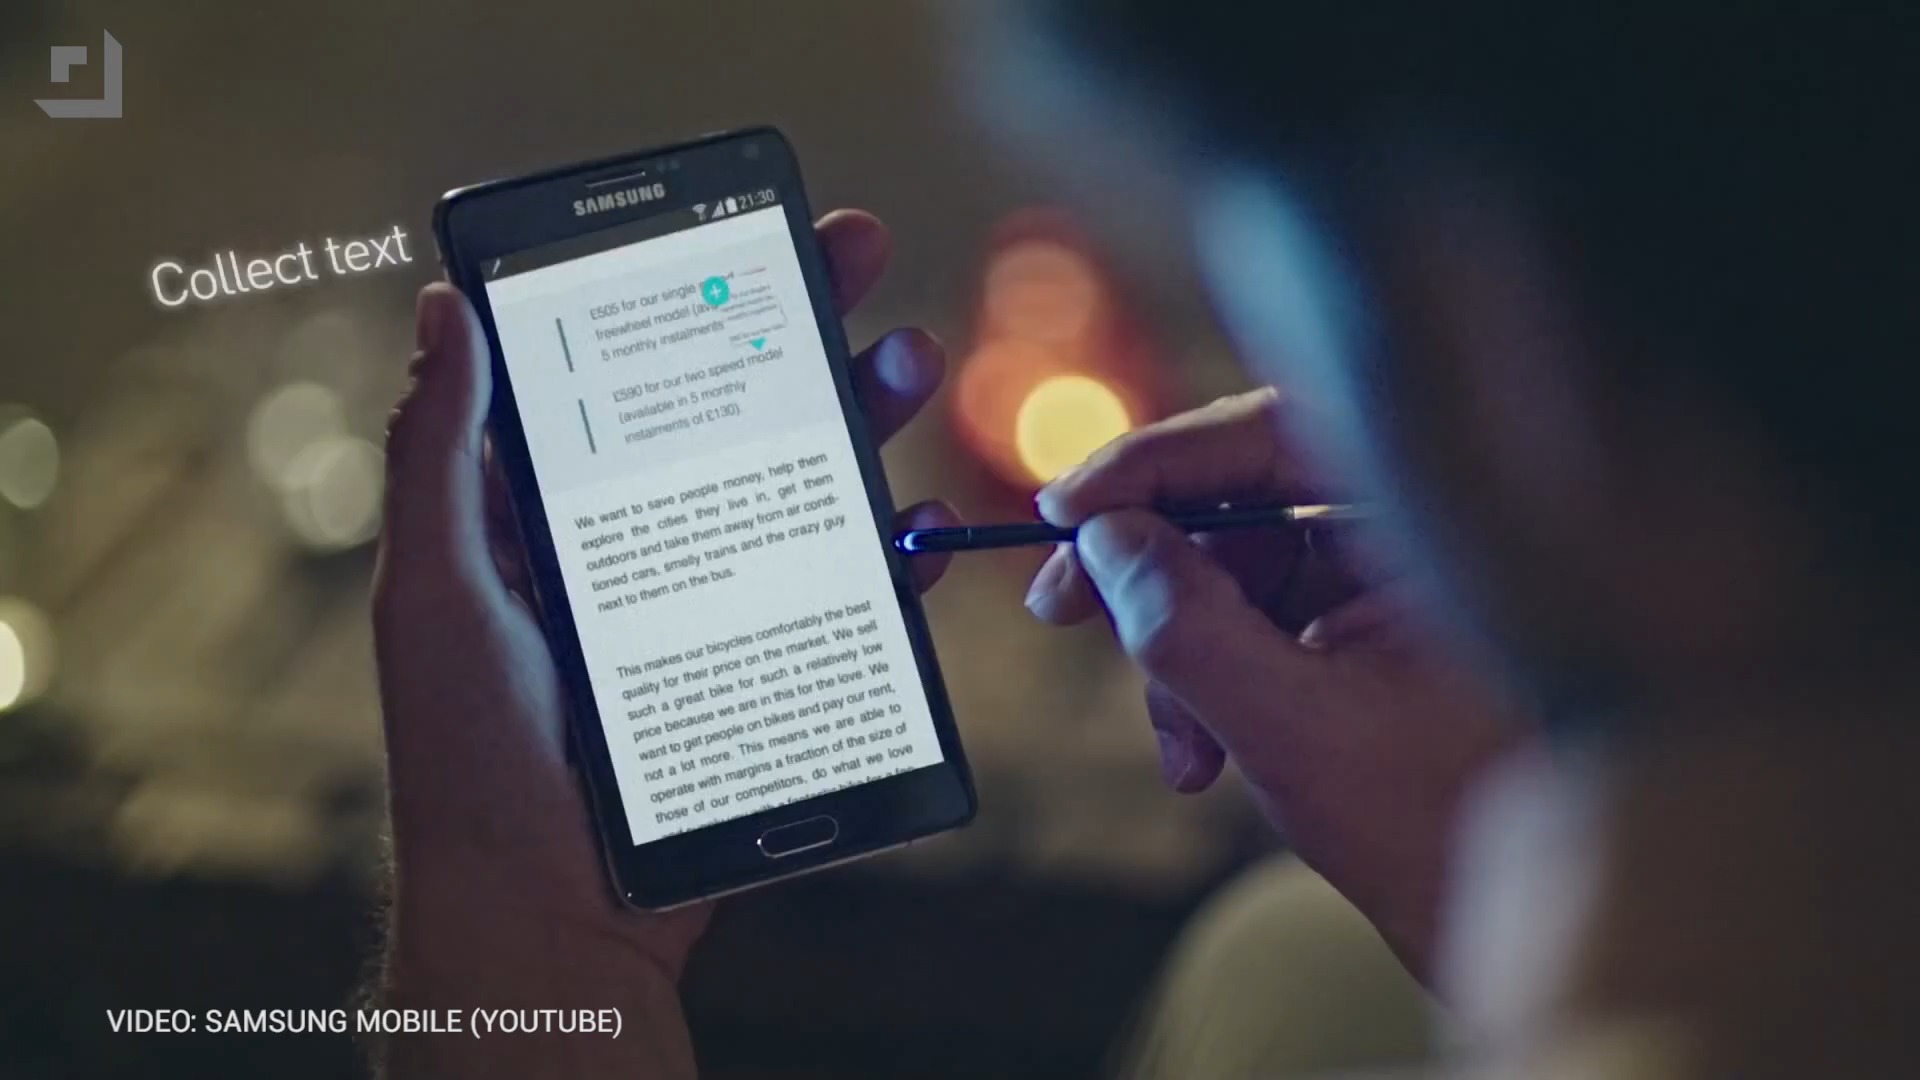 SAMSUNG
21:30
Collect text
£505 for our single
freewheel model
5 monthly instalments
£590 for our two speed model
(available in 5 monthly
instalments of £130).
We want to save people money, help them
explore the cities they live in, get them
outdoors and take them away from air condi-
tioned cars, smelly trains and the crazy guy
next to them on the bus.
This makes our bicycles comfortably the best
quality for their price on the market. We sell
such a great bike for such a relatively low
price because we are in this for the love. We
want to get people on bikes and pay our rent,
not a lot more. This means we are able to
operate with margins a fraction of the size of
those of our competitors, do what we love
VIDEO: SAMSUNG MOBILE (YOUTUBE)